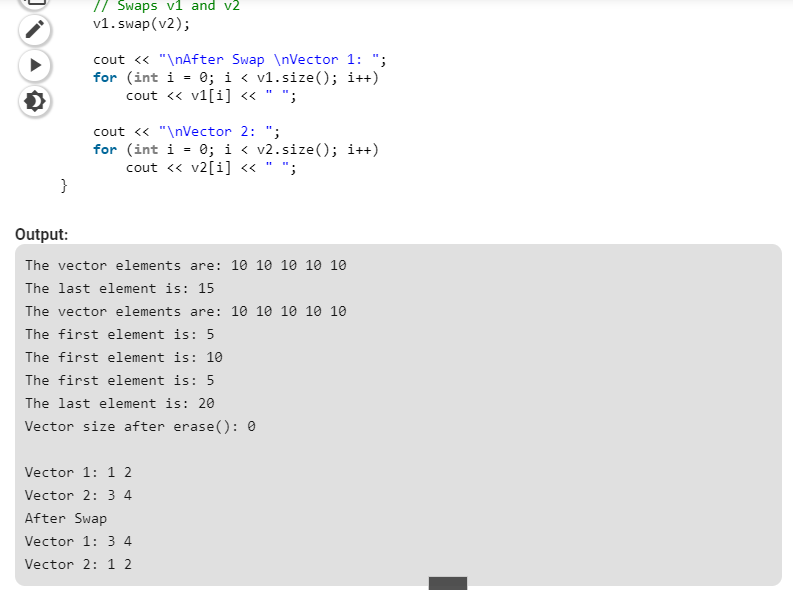 // Swaps v1 and v2
v1.swap(v2);
cout << "\nAfter Swap \nVector 1: ";
for (int i = 0; i < v1.size(); i++)
cout << v1[i] << " ";
cout << "\nVector 2: ";
for (int i = 0; i < v2.size(); i++)
cout << v2[i] << " ";
}
Output:
The vector elements are: 10 10 10 10 10
The last element is: 15
The vector elements are: 10 10 10 10 10
The first element is: 5
The first element is: 10
The first element is: 5
The last element is: 20
Vector size after erase(): 0
Vector 1: 1 2
Vector 2: 3 4
After Swap
Vector 1: 3 4
Vector 2: 1 2